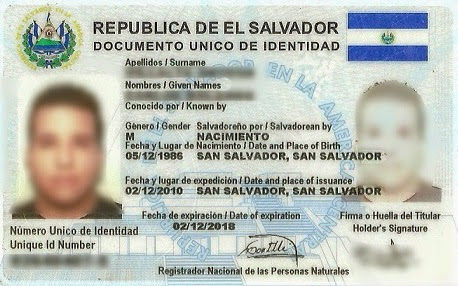 REPUBLICA DE EL SALVADOR
DOCUMENTO UNICO DE IDENTIDAD
Apellidos / Surname
Nombres / Given Names
Conocido por / Known by
Género / Gender Salvadoreño por / Salvadorean by
M NACIMIENTO
Fecha y Lugar de Nacimiento / Date and Place of Birth
05/12/1986 SAN SALVADOR, SAN SALVADOR
Fecha y lugar de expedición / Date and place of issuance
02/12/2010 SAN SALVADOR, SAN SALVADOR
Fecha de expiración / Date of expiration
02/12/2018
Firma o Huella del Titular
Holder's Signature
Número Unico de Identidad
Unique Id Number
Registrador Nacional de las Personas Naturales